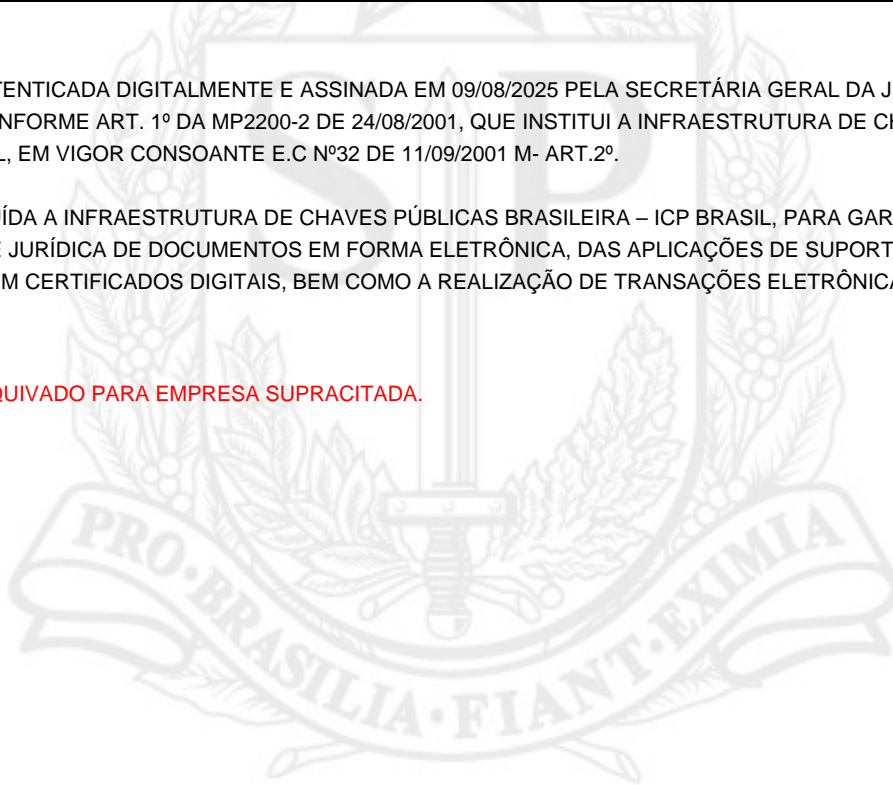 TENTICADA DIGITALMENTE E ASSINADA EM 09/08/2025 PELA SECRETÁRIA GERAL DA J
NFORME ART. 1º DA MP2200-2 DE 24/08/2001, QUE INSTITUI A INFRAESTRUTURA DE CH
L, EM VIGOR CONSOANTE E.C Nº32 DE 11/09/2001 M- ART.2º.
UÍDA A INFRAESTRUTURA DE CHAVES PÚBLICAS BRASILEIRA – ICP BRASIL, PARA GAR
E JURÍDICA DE DOCUMENTOS EM FORMA ELETRÔNICA, DAS APLICAÇÕES DE SUPORT
M CERTIFICADOS DIGITAIS, BEM COMO A REALIZAÇÃO DE TRANSAÇÕES ELETRÔNICA
QUIVADO PARA EMPRESA SUPRACITADA.
SP
PRO·BRASILIA·FIANT·EXIMIA